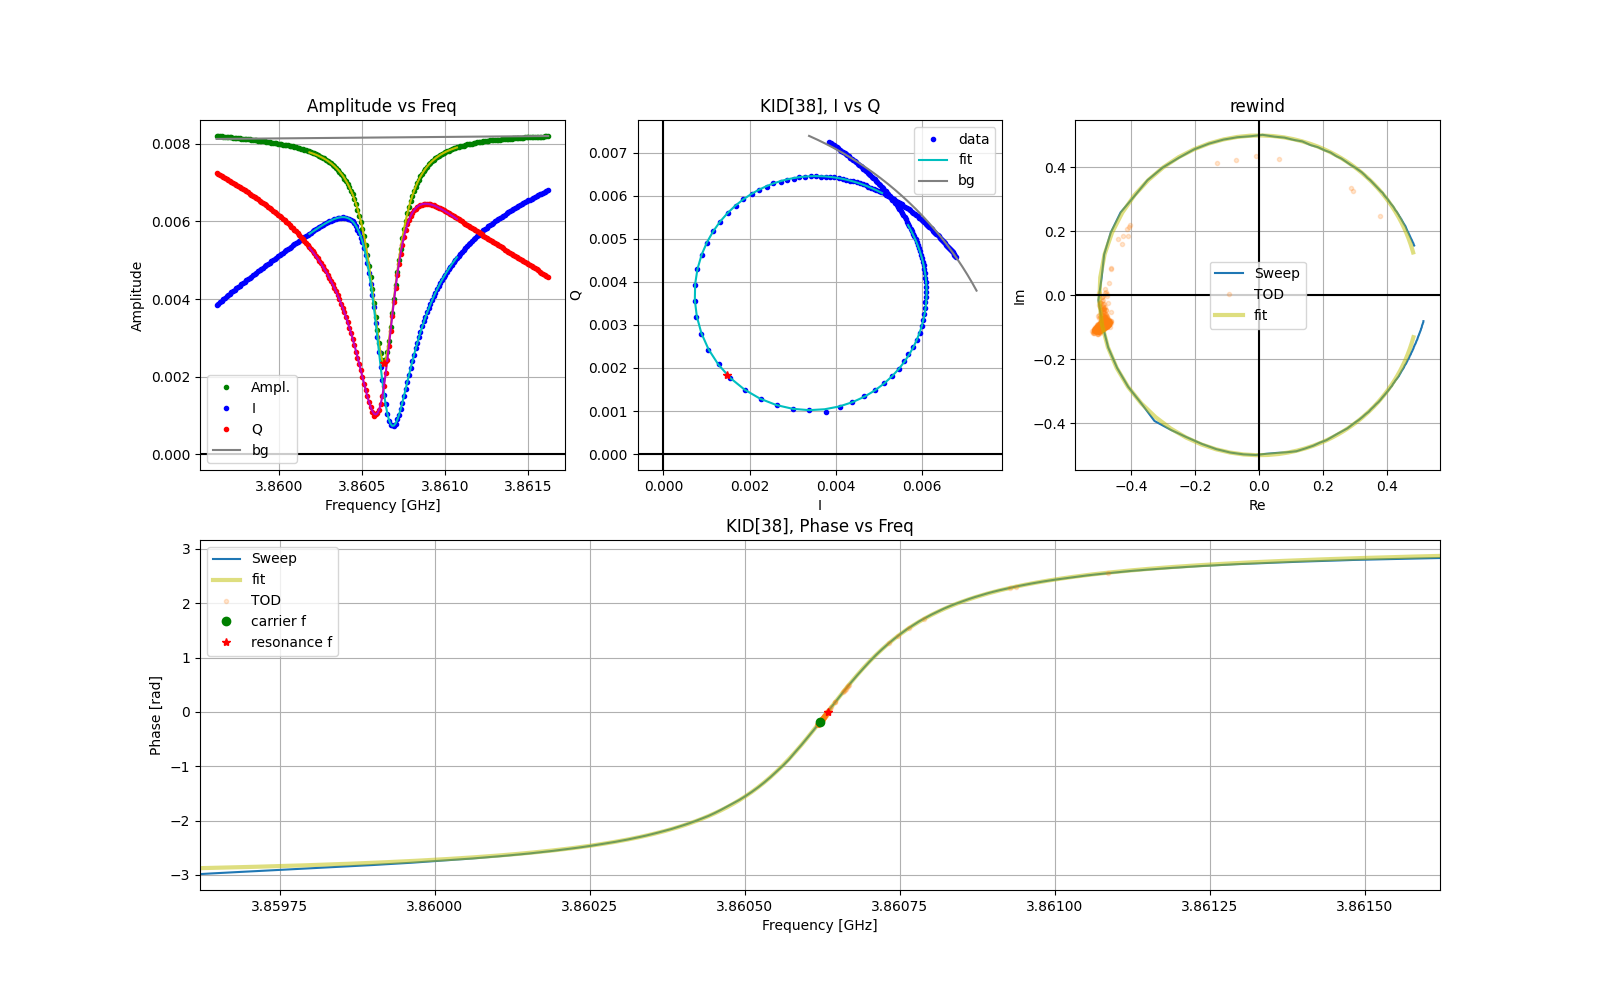 Amplitude vs Freq
Amplitude
0.008
0.006
0.004
0.002
0.000
Ampl.
I
Q
bg
3.8600
3.8605
3.8610
3.8615
Frequency [GHz]
KID[38], I vs Q
Q
0.007
0.006
0.005
0.004
0.003
0.002
0.001
0.000
data
fit
bg
0.000
0.002
0.004
0.006
I
rewind
Im
0.4
0.2
0.0
−0.2
−0.4
Sweep
TOD
fit
−0.4
−0.2
0.0
0.2
0.4
Re
KID[38], Phase vs Freq
Phase [rad]
3
2
1
0
−1
−2
−3
Sweep
fit
TOD
carrier f
resonance f
3.85975
3.86000
3.86025
3.86050
3.86075
3.86100
3.86125
3.86150
Frequency [GHz]